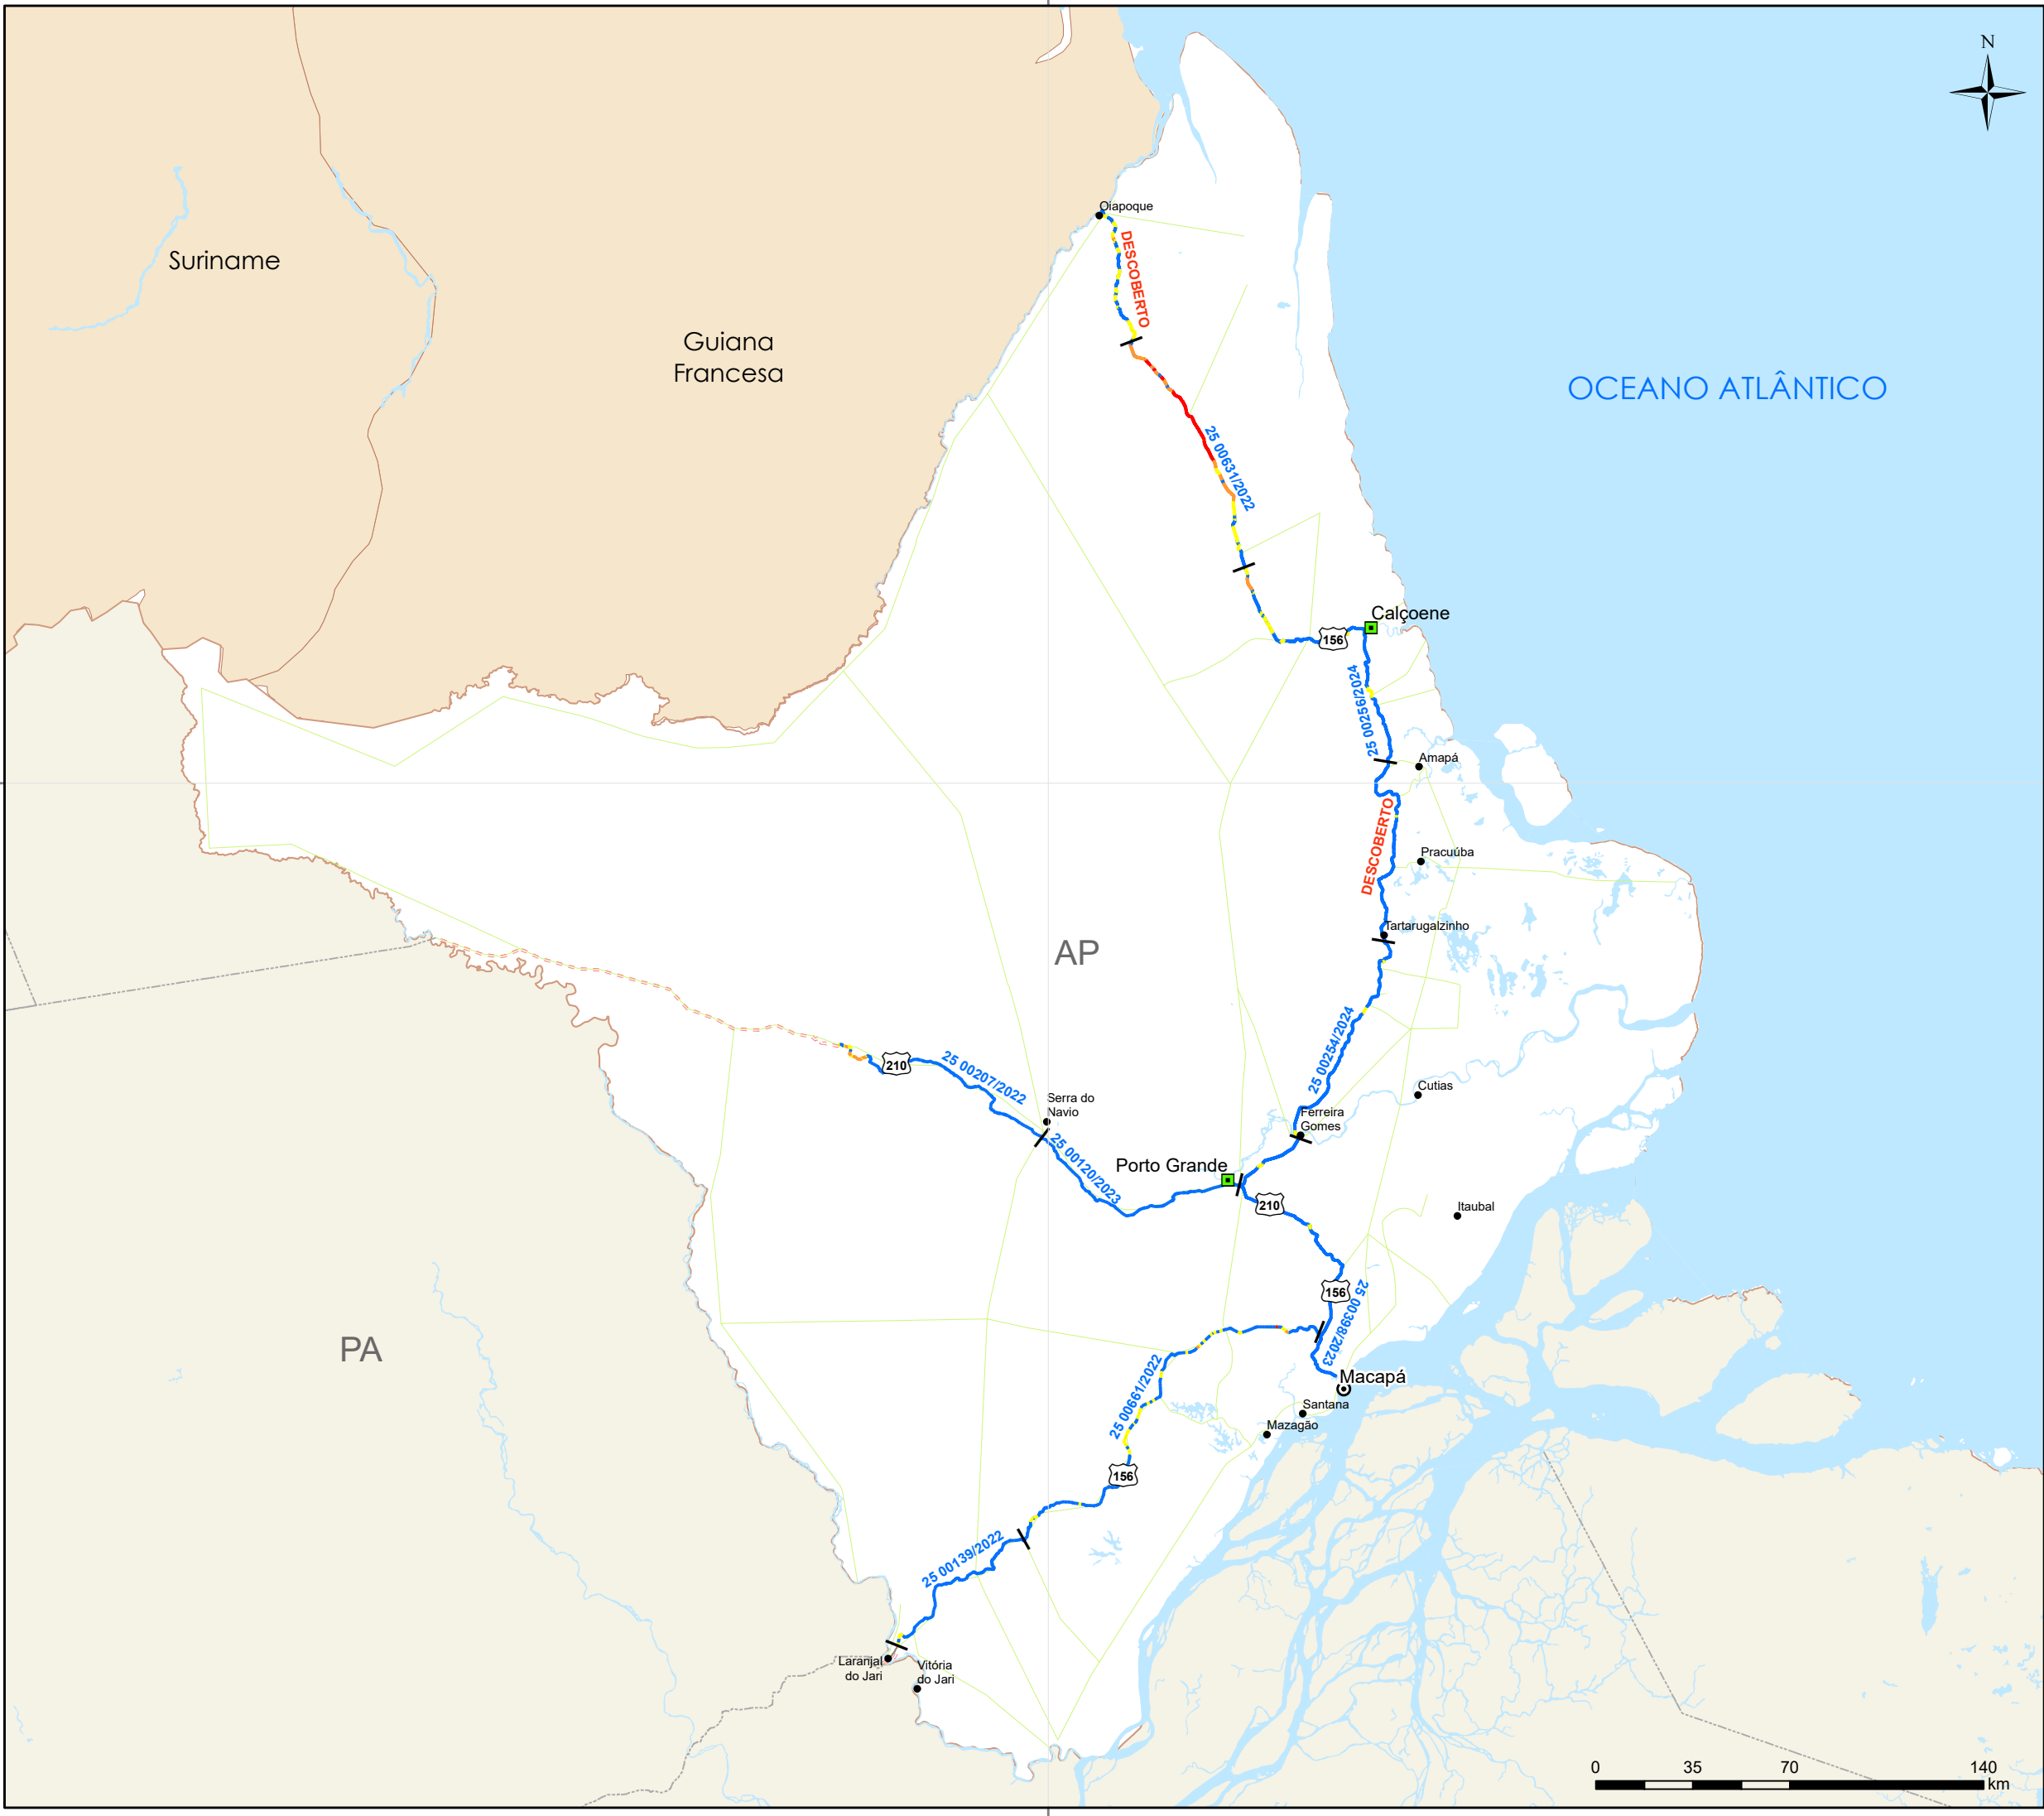 N
Oiapoque
DESCOBERTO
Suriname
Guiana
Francesa
OCEANO ATLÂNTICO
25 00631/2022
Calçoene
156
25 00256/2024
Amapá
DESCOBERTO
Pracuúba
Tartarugalzinho
AP
25 00254/2024
210
25 00207/2022
Serra do
Navio
Cutias
Ferreira
Gomes
25 00120/2023
Porto Grande
210
Itaubal
156
25 00398/2023
PA
25 00661/2022
Macapá
Santana
Mazagão
156
25 00139/2022
Laranjal
do Jari
Vitória
do Jari
0 35 70 140
km